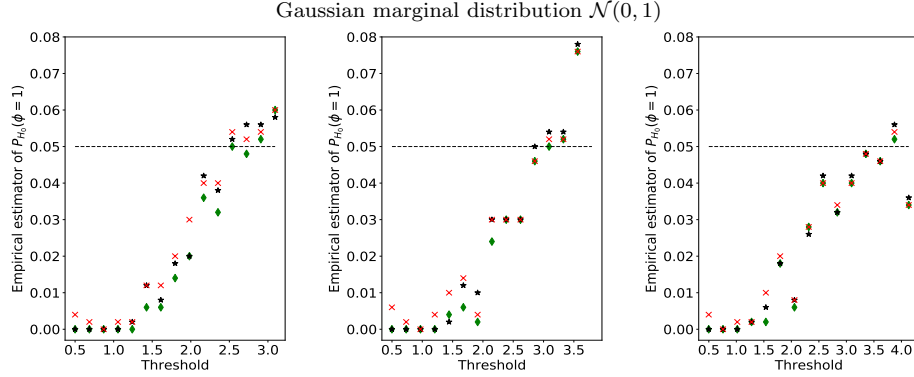 Gaussian marginal distribution $\mathcal{N}(0, 1)$
Empirical estimator of $P_{H_0}(\phi = 1)$
0.08
0.07
0.06
0.05
0.04
0.03
0.02
0.01
0.00
0.5 1.0 1.5 2.0 2.5 3.0
Threshold
Empirical estimator of $P_{H_0}(\phi = 1)$
0.08
0.07
0.06
0.05
0.04
0.03
0.02
0.01
0.00
0.5 1.0 1.5 2.0 2.5 3.0 3.5
Threshold
Empirical estimator of $P_{H_0}(\phi = 1)$
0.08
0.07
0.06
0.05
0.04
0.03
0.02
0.01
0.00
0.5 1.0 1.5 2.0 2.5 3.0 3.5 4.0
Threshold